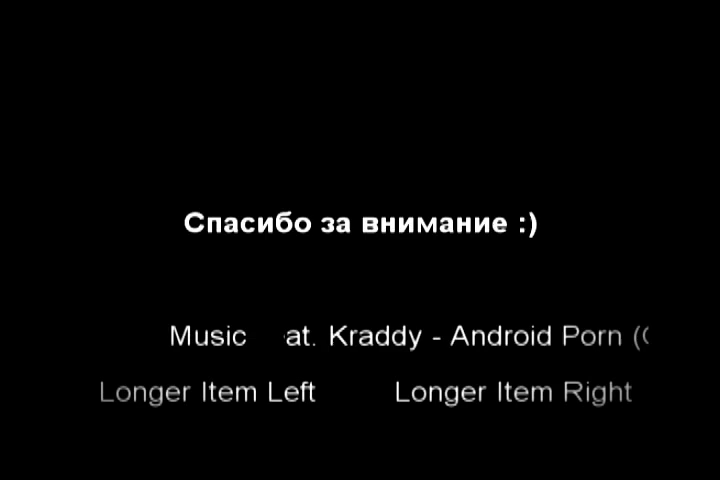 Спасибо за внимание :)
Music at. Kraddy - Android Porn (
Longer Item Left Longer Item Right